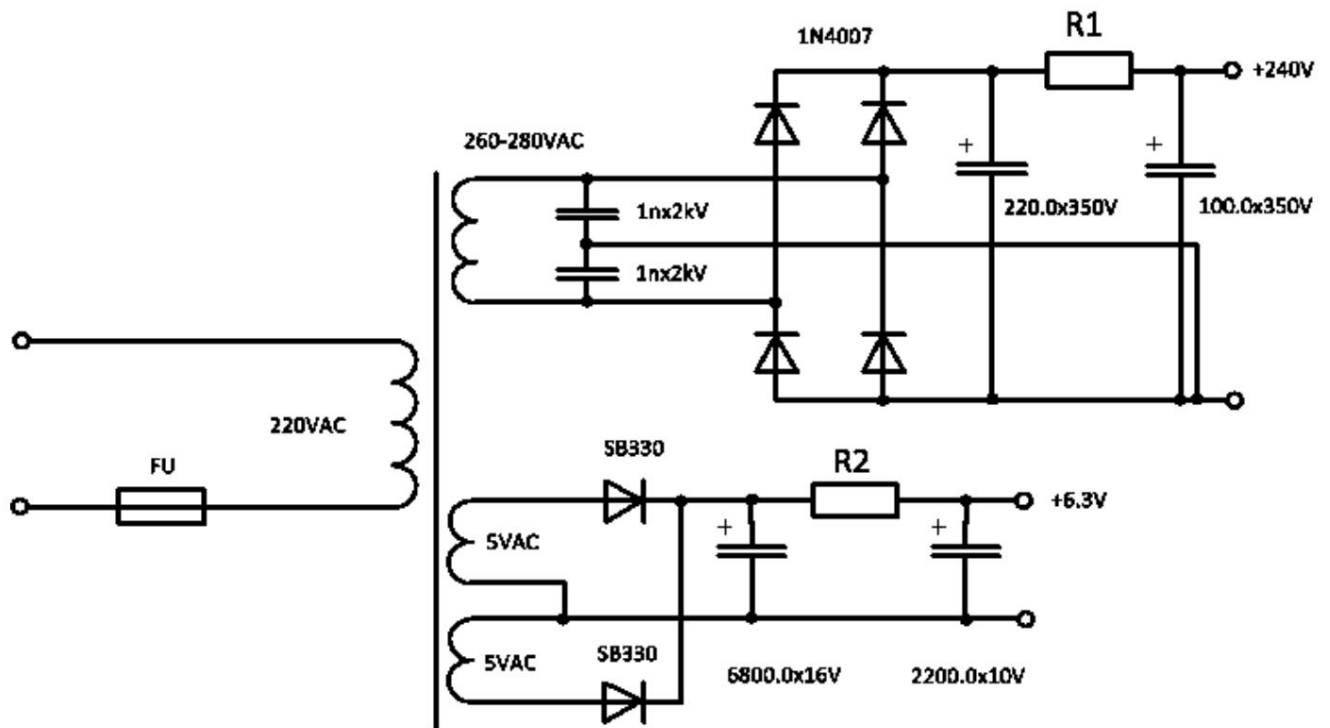 1N4007
R1
+240V
260-280VAC
+
+
1nx2kV
220.0x350V
100.0x350V
1nx2kV
220VAC
FU
SB330
R2
+6.3V
5VAC
+
+
5VAC
SB330
6800.0x16V
2200.0x10V